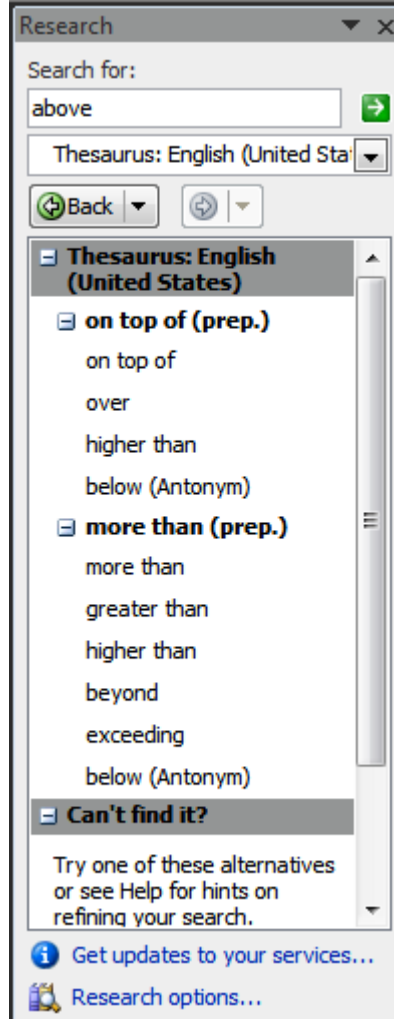 Research
Search for:
above
Thesaurus: English (United Sta
Back
Thesaurus: English
(United States)
on top of (prep.)
on top of
over
higher than
below (Antonym)
more than (prep.)
more than
greater than
higher than
beyond
exceeding
below (Antonym)
Can't find it?
Try one of these alternatives
or see Help for hints on
refining your search.
Get updates to your services...
Research options...